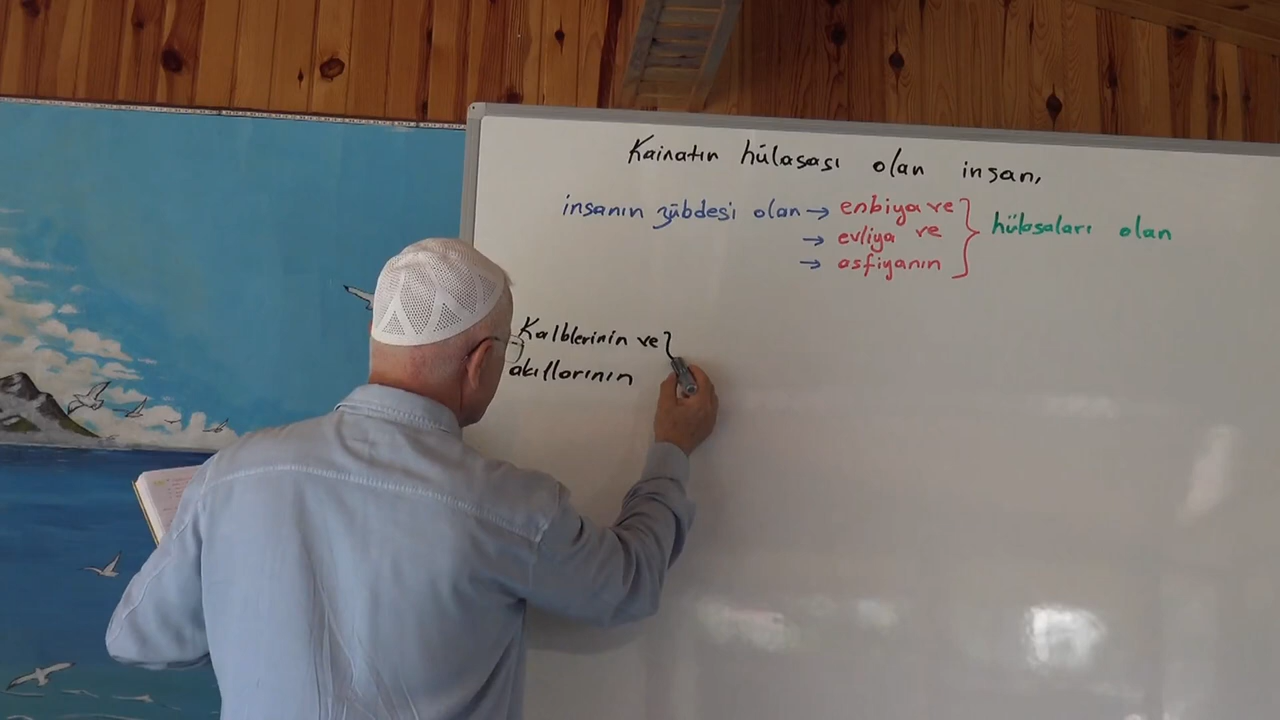 Kainatın hülasası olan insan,
insanın zübdesi olan → enbiya ve } hülasaları olan
→ evliya ve
→ asfiyanın
Kalblerinin ve
akıllarının